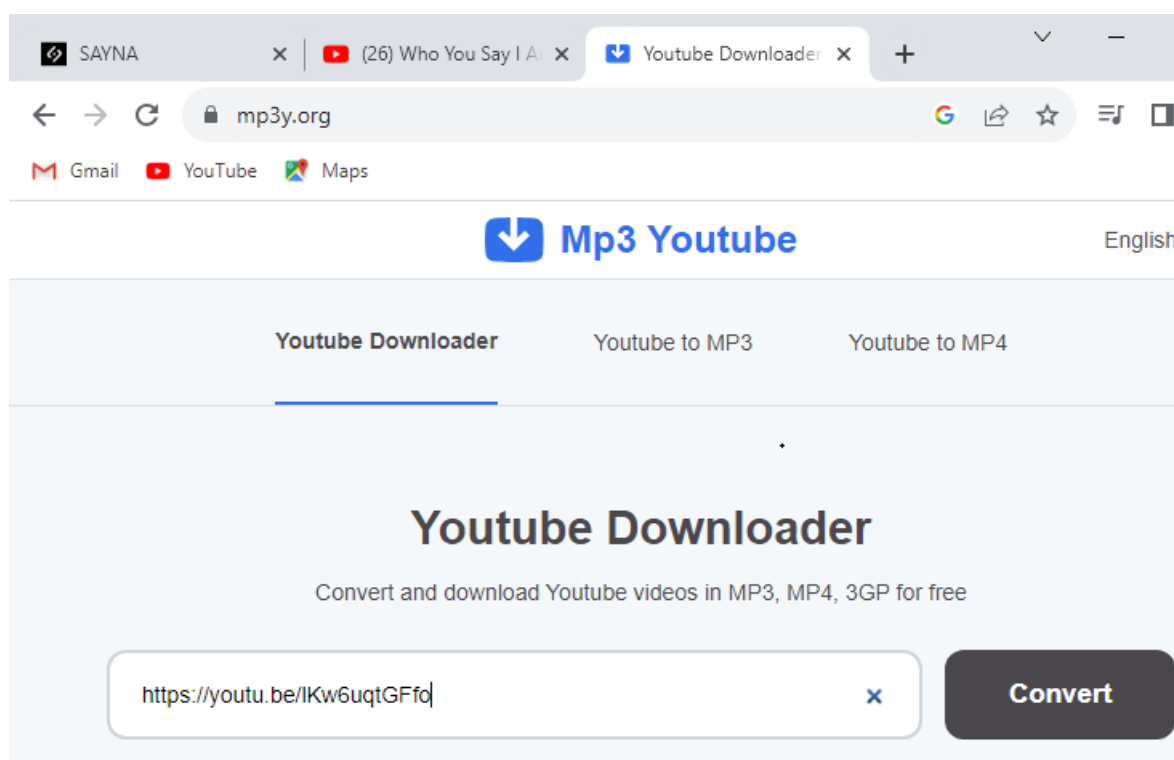 SAYNA (26) Who You Say I A Youtube Downloader
mp3y.org
Gmail YouTube Maps
Mp3 Youtube English
Youtube Downloader Youtube to MP3 Youtube to MP4
Youtube Downloader
Convert and download Youtube videos in MP3, MP4, 3GP for free
https://youtu.be/lKw6uqtGFfo Convert